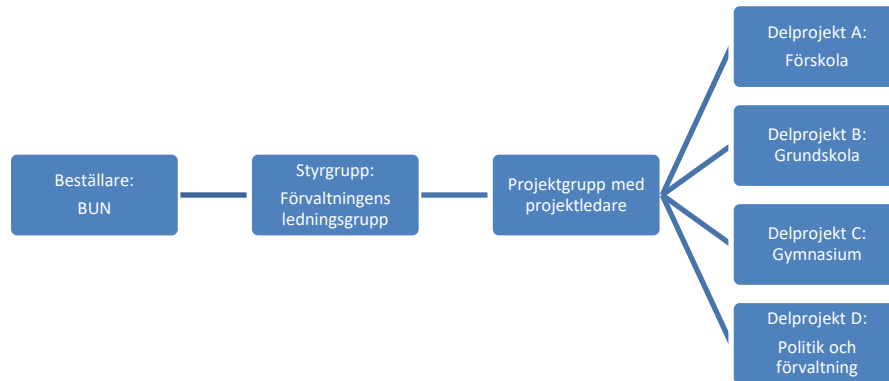 Beställare:
BUN
Styrgrupp:
Förvaltningens
ledningsgrupp
Projektgrupp med
projektledare
Delprojekt A:
Förskola
Delprojekt B:
Grundskola
Delprojekt C:
Gymnasium
Delprojekt D:
Politik och
förvaltning